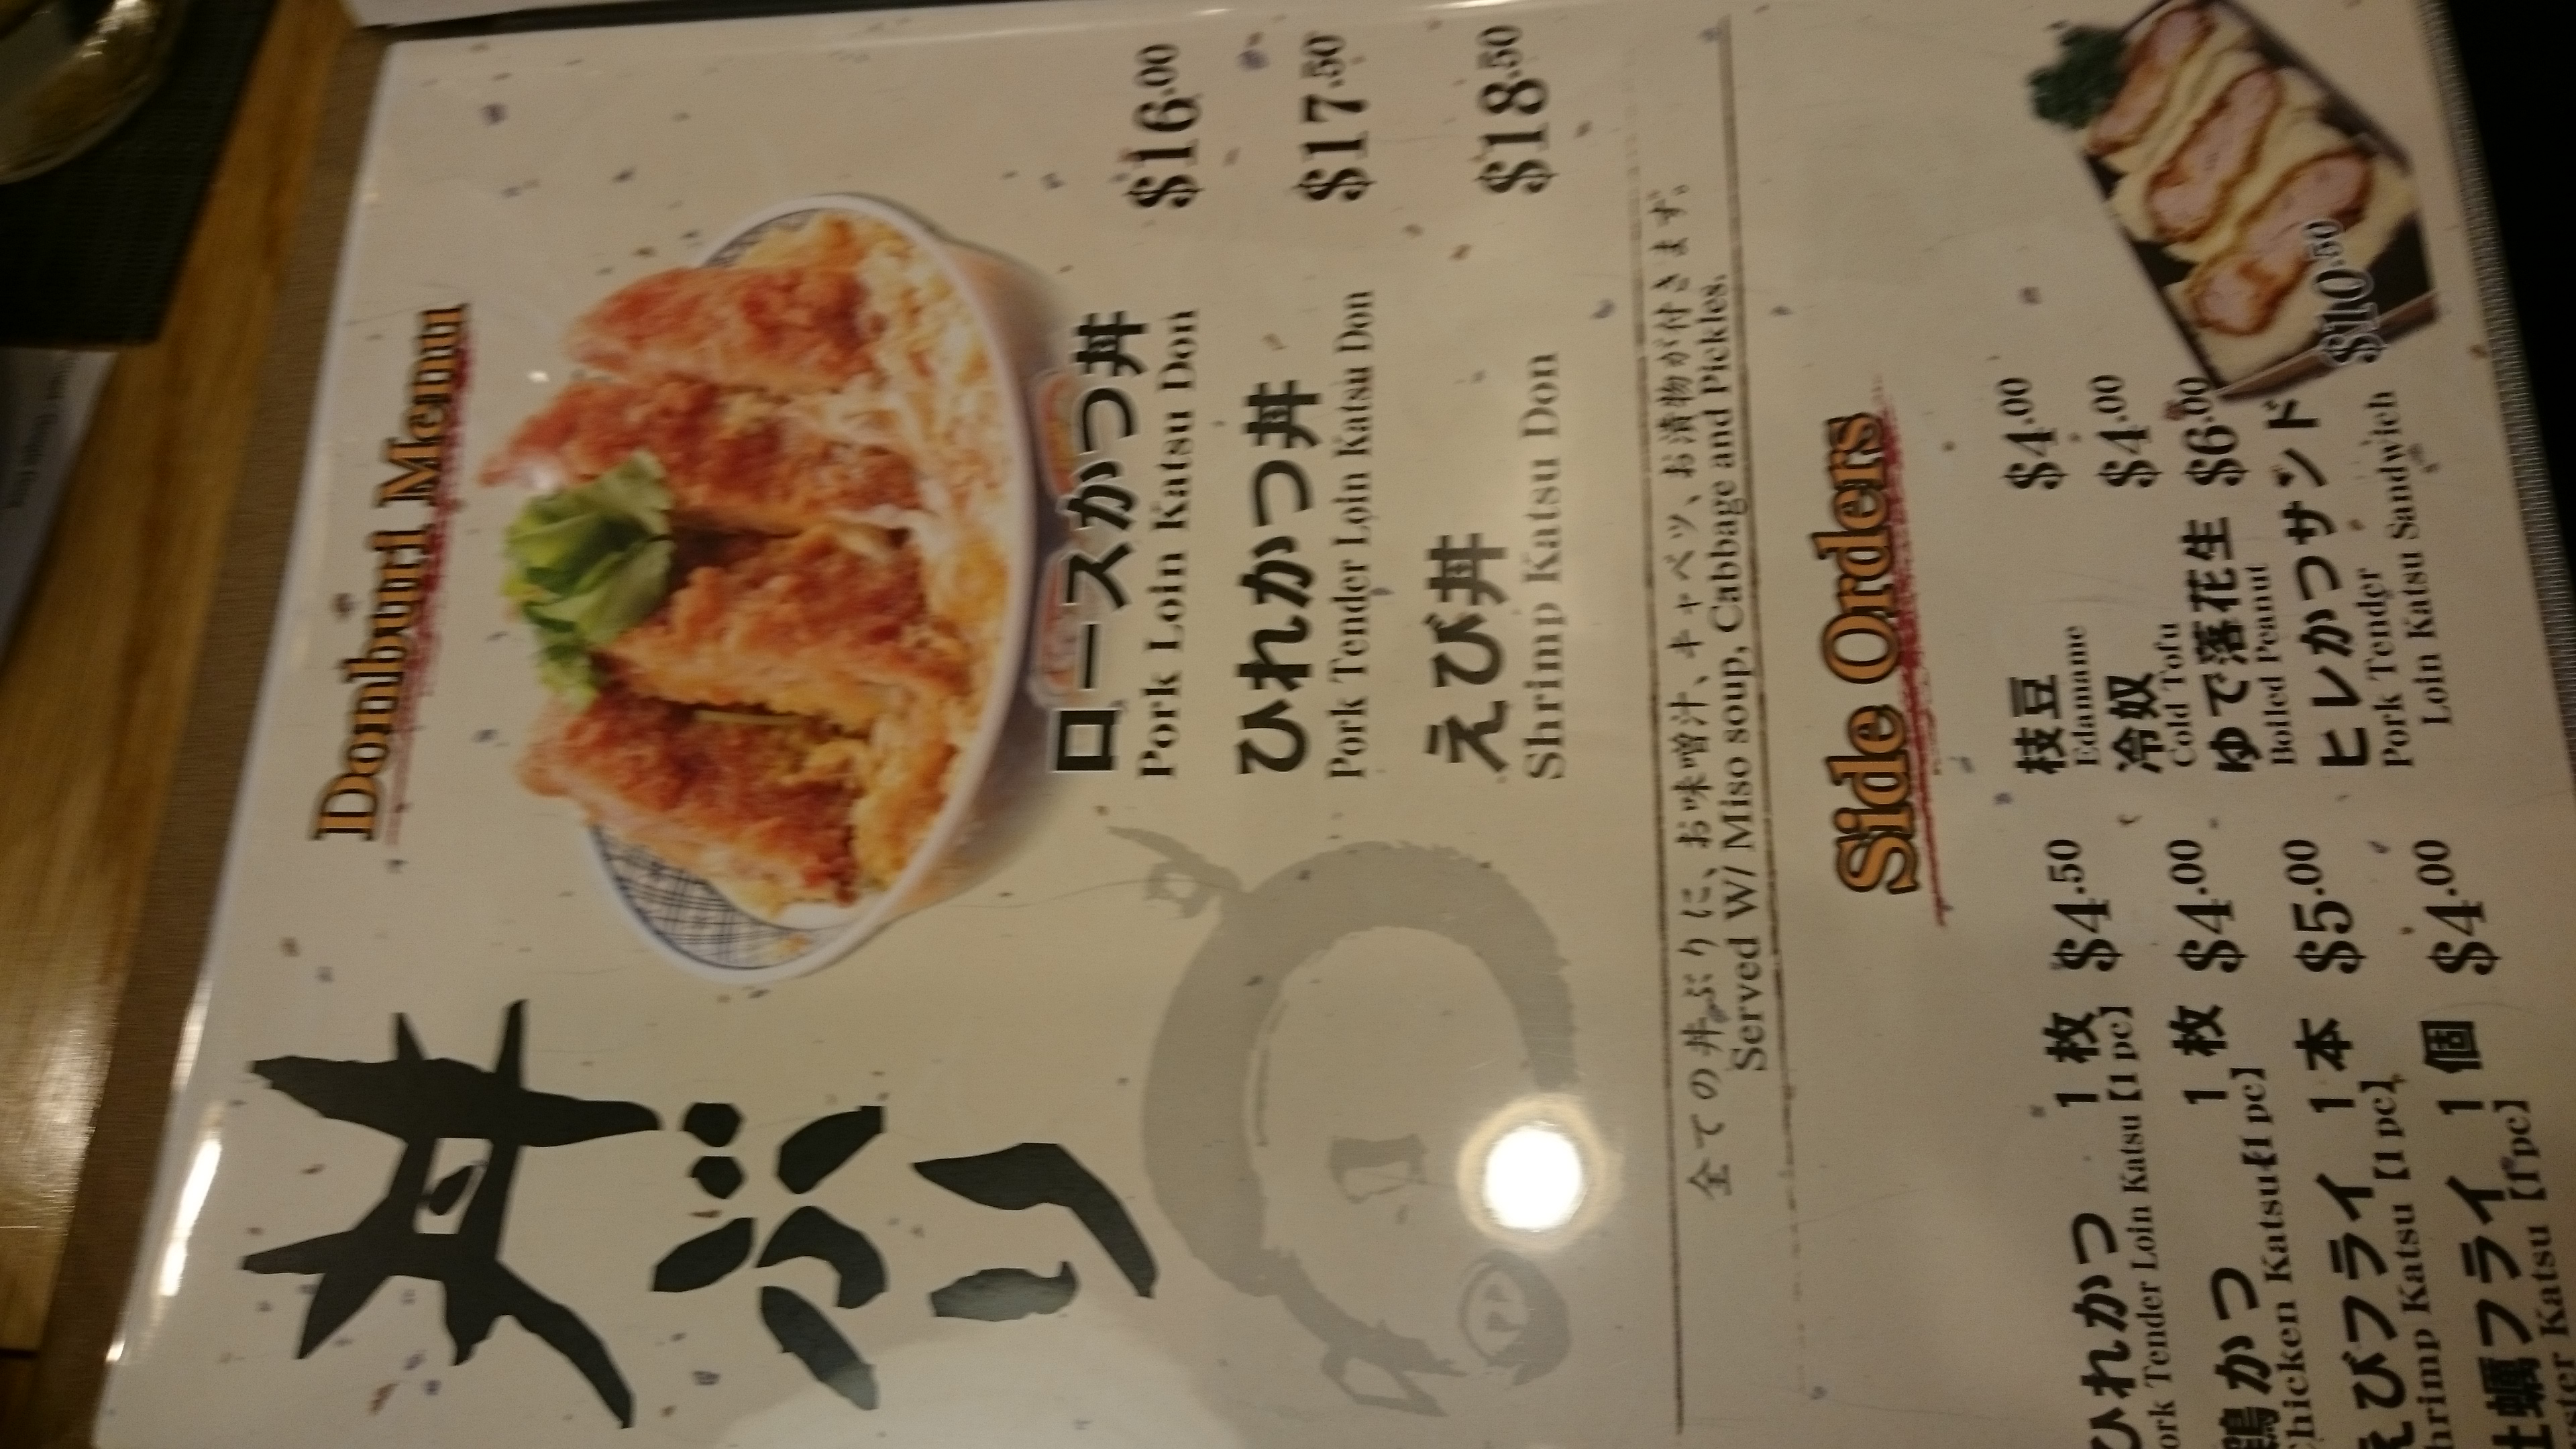 丼ぶり
Donburi Menu
ロースかつ丼
Pork Loin Katsu Don
$16.00
ひれかつ丼
Pork Tender Loin Katsu Don
$17.50
えび丼
Shrimp Katsu Don
$18.50
全ての丼ぶりに、お味噌汁、キャベツ、お漬物が付きます。
Served W/ Miso soup, Cabbage and Pickles.
Side Orders
ひれかつ 1枚 $4.50
Tender Loin Katsu【1 pc】
鶏かつ 1枚 $4.00
Katsu【1 pc】
えびフライ 1本 $5.00
Katsu【1 pc】
牡蠣フライ 1個 $4.00
Katsu【1 pc】
枝豆 $4.00
Edamame
冷奴 $4.00
Cold Tofu
ゆで落花生 $6.00
Boiled Peanut
ヒレかつサンド
Pork Tender
Loin Katsu Sandwich
$10.50